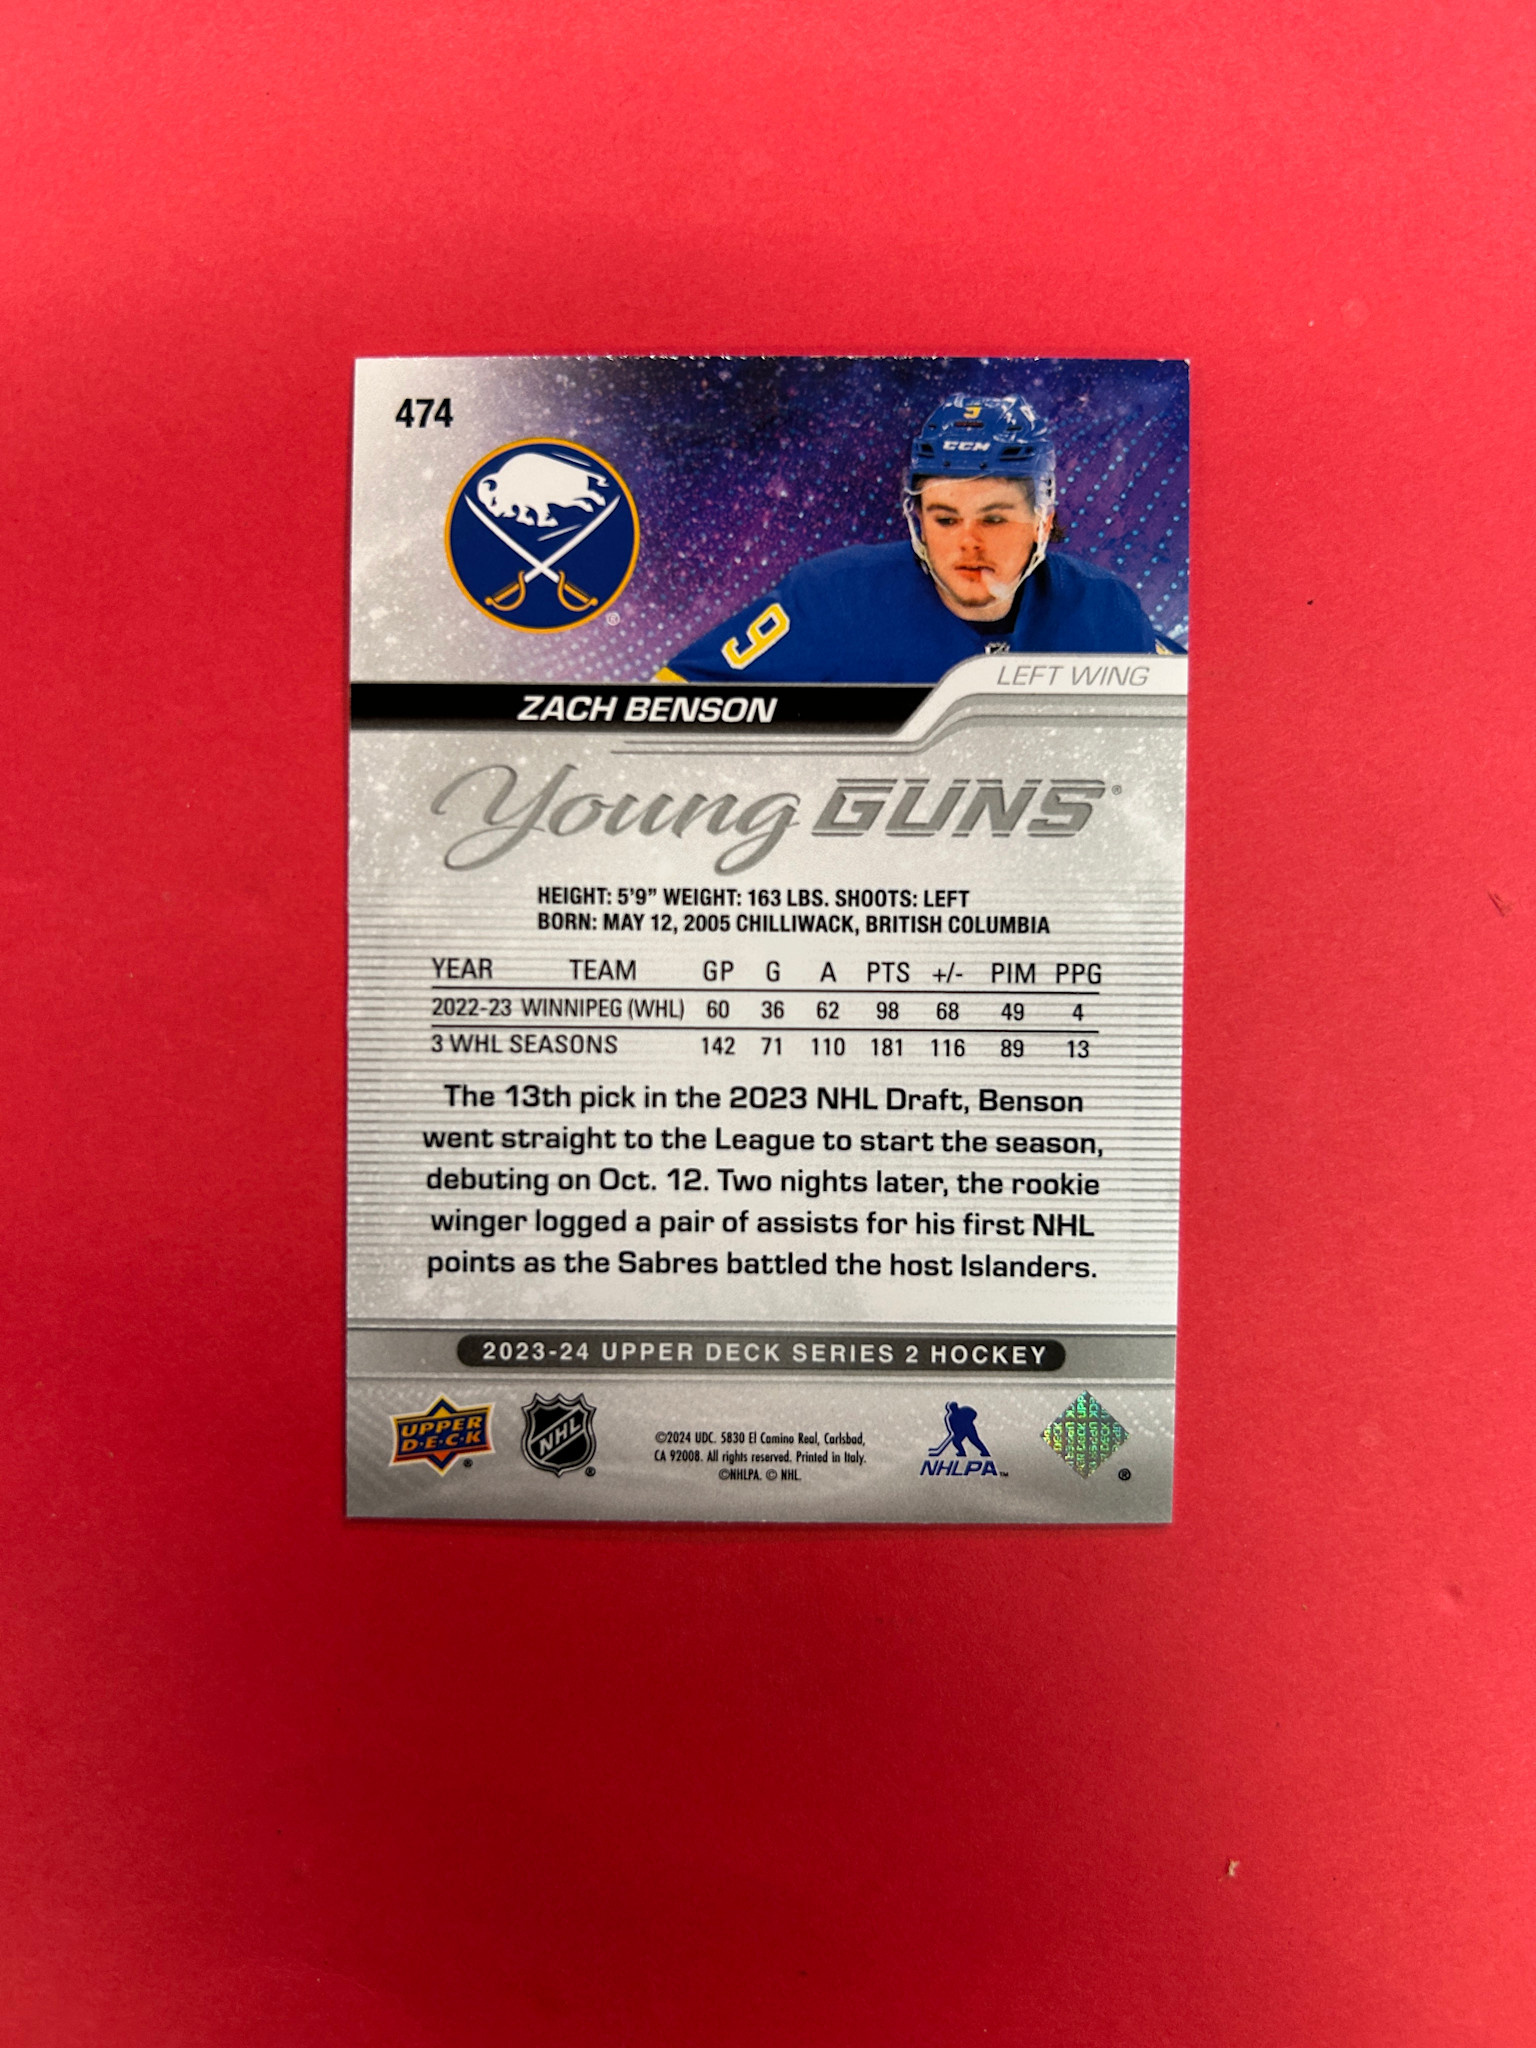 474
9
CCM
9
LEFT WING
ZACH BENSON
Young GUNS®
HEIGHT: 5'9" WEIGHT: 163 LBS. SHOOTS: LEFT
BORN: MAY 12, 2005 CHILLIWACK, BRITISH COLUMBIA
YEAR TEAM GP G A PTS +/- PIM PPG
2022-23 WINNIPEG (WHL) 60 36 62 98 68 49 4
3 WHL SEASONS 142 71 110 181 116 89 13
The 13th pick in the 2023 NHL Draft, Benson
went straight to the League to start the season,
debuting on Oct. 12. Two nights later, the rookie
winger logged a pair of assists for his first NHL
points as the Sabres battled the host Islanders.
2023-24 UPPER DECK SERIES 2 HOCKEY
UPPER
DECK
®
NHL
®
©2024 UDC. 5830 El Camino Real, Carlsbad,
CA 92008. All rights reserved. Printed in Italy.
©NHLPA. © NHL.
NHLPA™
®